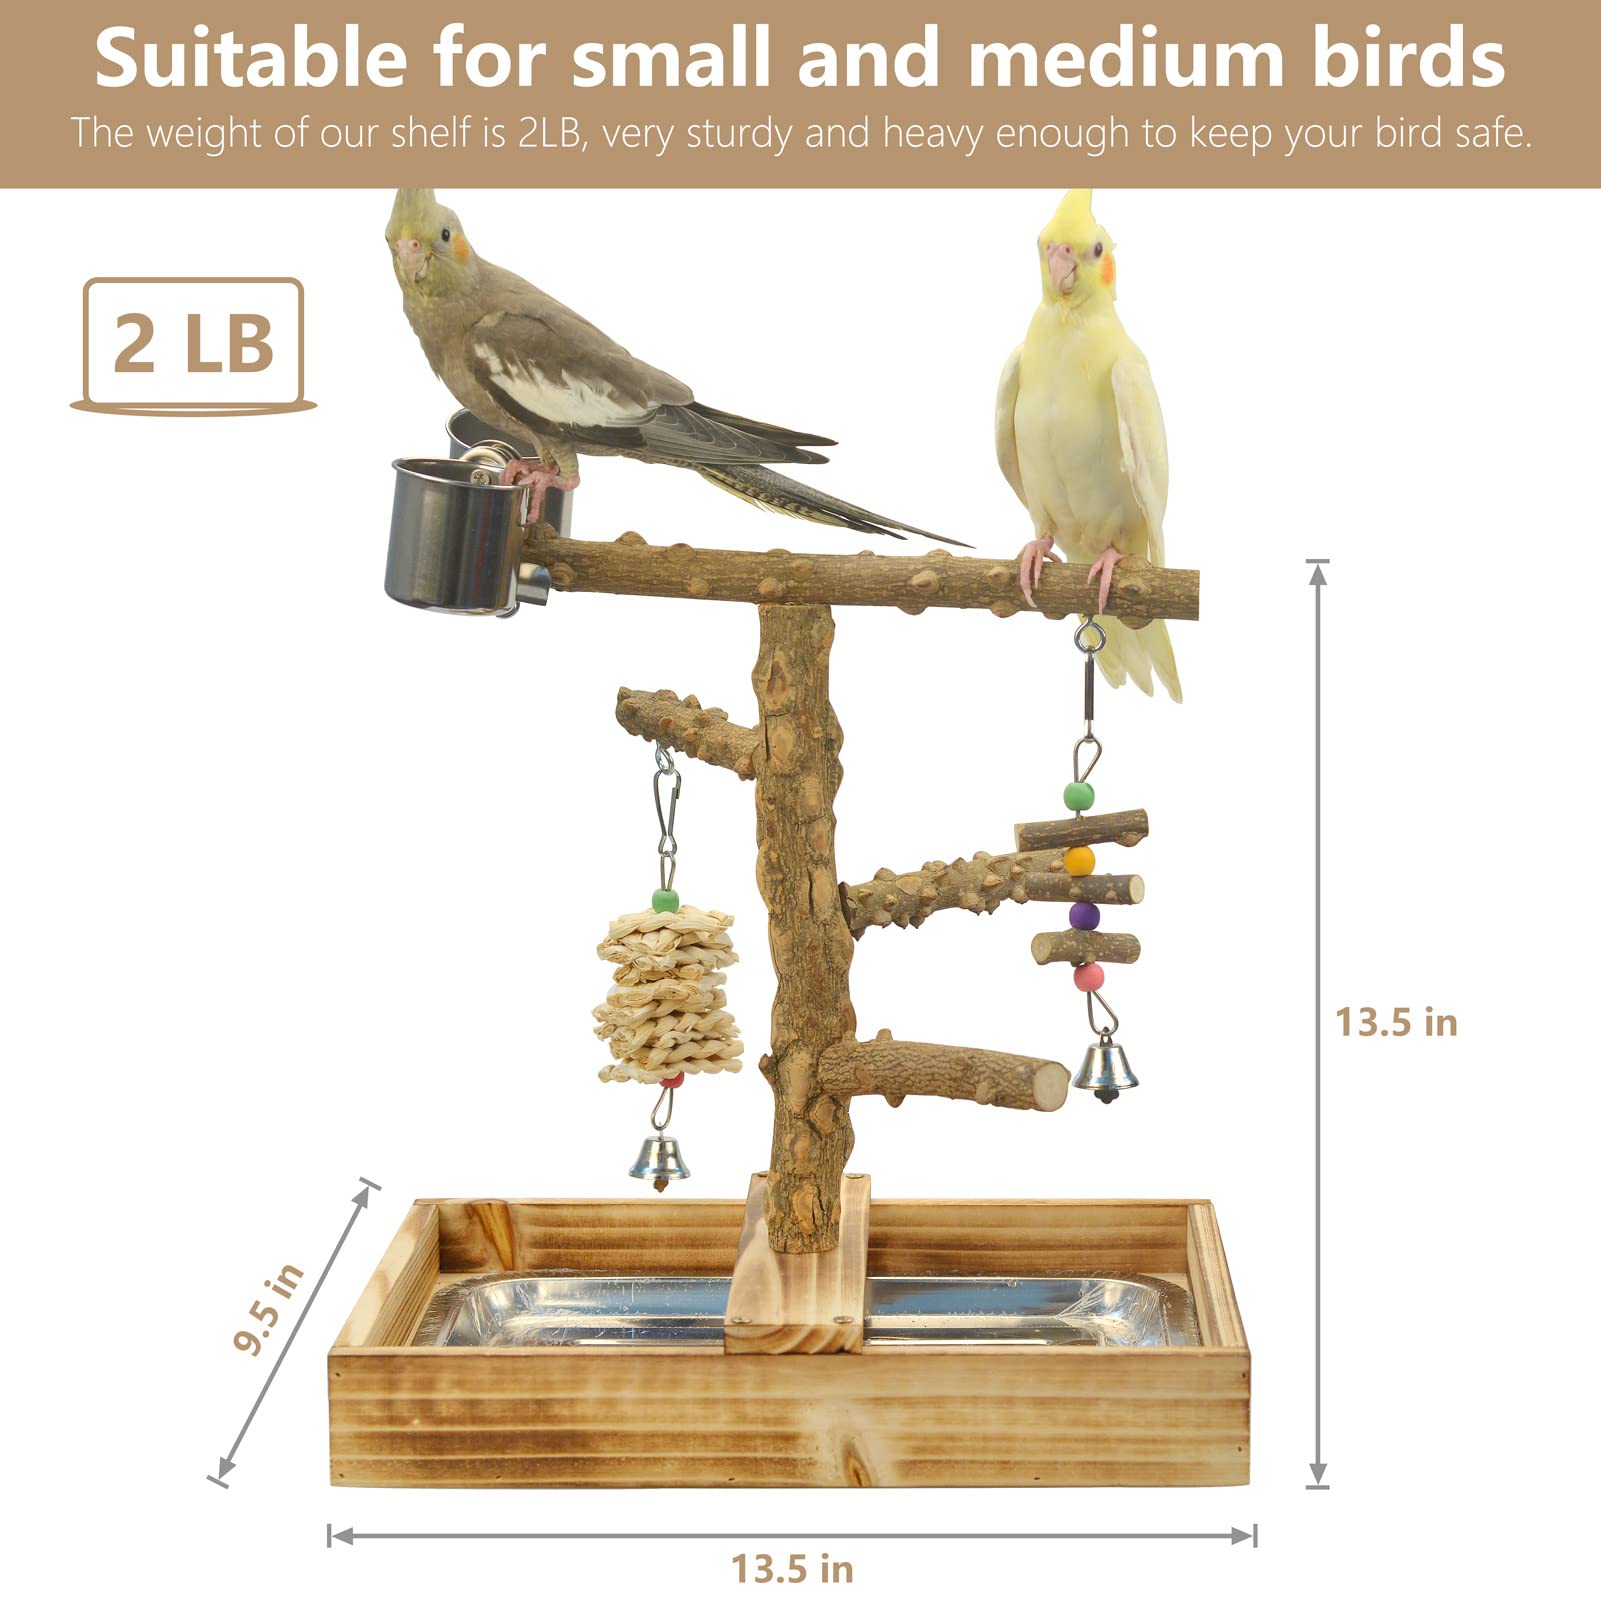 Suitable for small and medium birds
The weight of our shelf is 2LB, very sturdy and heavy enough to keep your bird safe.
2 LB
13.5 in
9.5 in
13.5 in